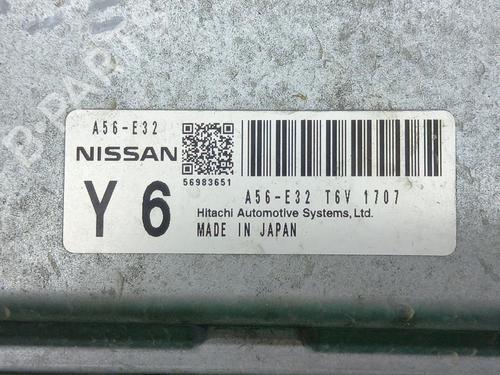 A56-E32
NISSAN
Y 6
56983651
A56-E32 T6V 1707
Hitachi Automotive Systems, Ltd.
MADE IN JAPAN